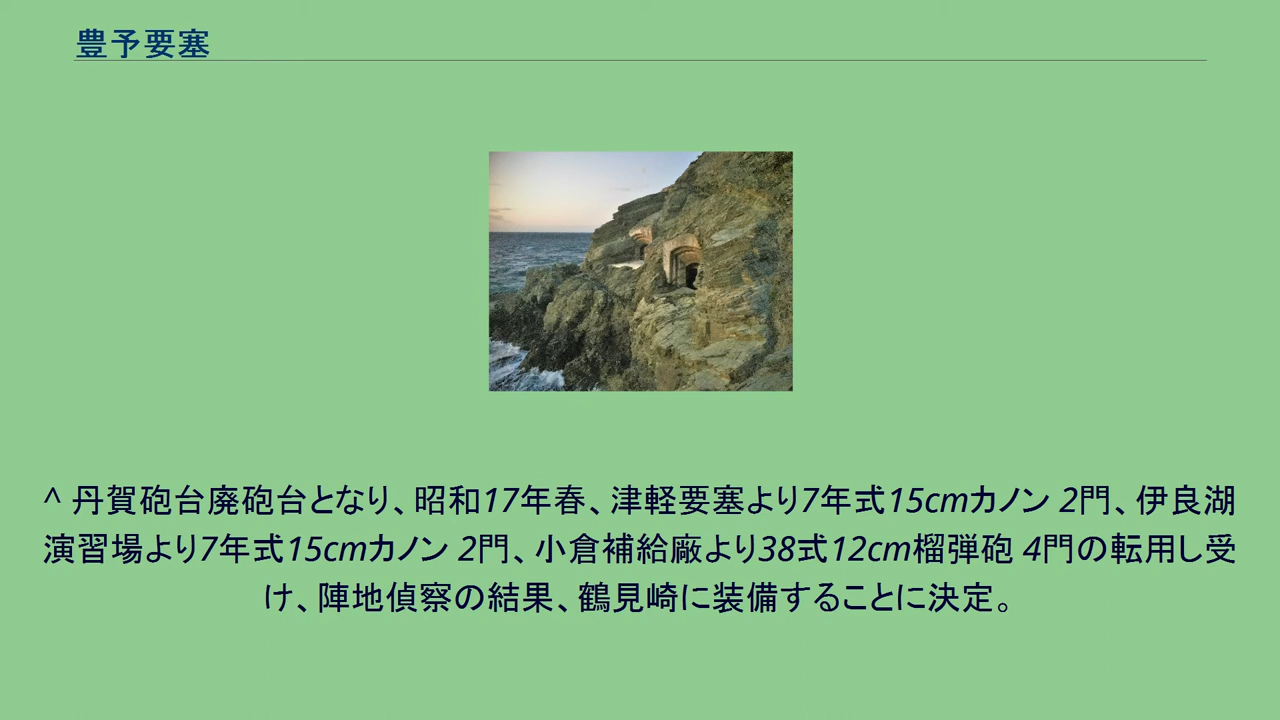 豊予要塞
^ 丹賀砲台廃砲台となり、昭和17年春、津軽要塞より7年式15cmカノン 2門、伊良湖
演習場より7年式15cmカノン 2門、小倉補給廠より38式12cm榴弾砲 4門の転用し受
け、陣地偵察の結果、鶴見崎に装備することに決定。